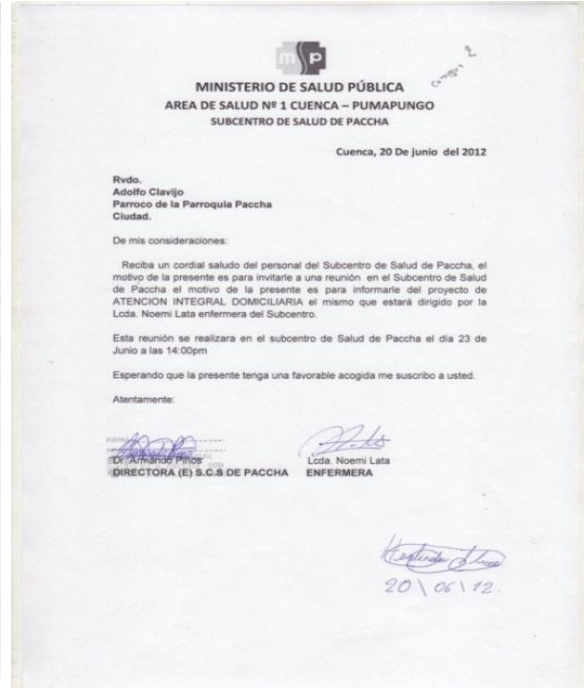 msp
MINISTERIO DE SALUD PÚBLICA
AREA DE SALUD Nº 1 CUENCA – PUMAPUNGO
SUBCENTRO DE SALUD DE PACCHA
Cuenca, 20 De junio del 2012
Rvdo.
Adolfo Clavijo
Parroco de la Parroquia Paccha
Ciudad.
De mis consideraciones:
Reciba un cordial saludo del personal del Subcentro de Salud de Paccha, el
motivo de la presente es para invitarle a una reunión en el Subcentro de Salud
de Paccha el motivo de la presente es para informarle del proyecto de
ATENCION INTEGRAL DOMICILIARIA el mismo que estará dirigido por la
Lcda. Noemi Lata enfermera del Subcentro.
Esta reunión se realizara en el subcentro de Salud de Paccha el día 23 de
Junio a las 14:00pm
Esperando que la presente tenga una favorable acogida me suscribo a usted.
Atentamente:
Dr. Armando Pinos Lcda. Noemi Lata
DIRECTORA (E) S.C.S DE PACCHA ENFERMERA
20\06\12.